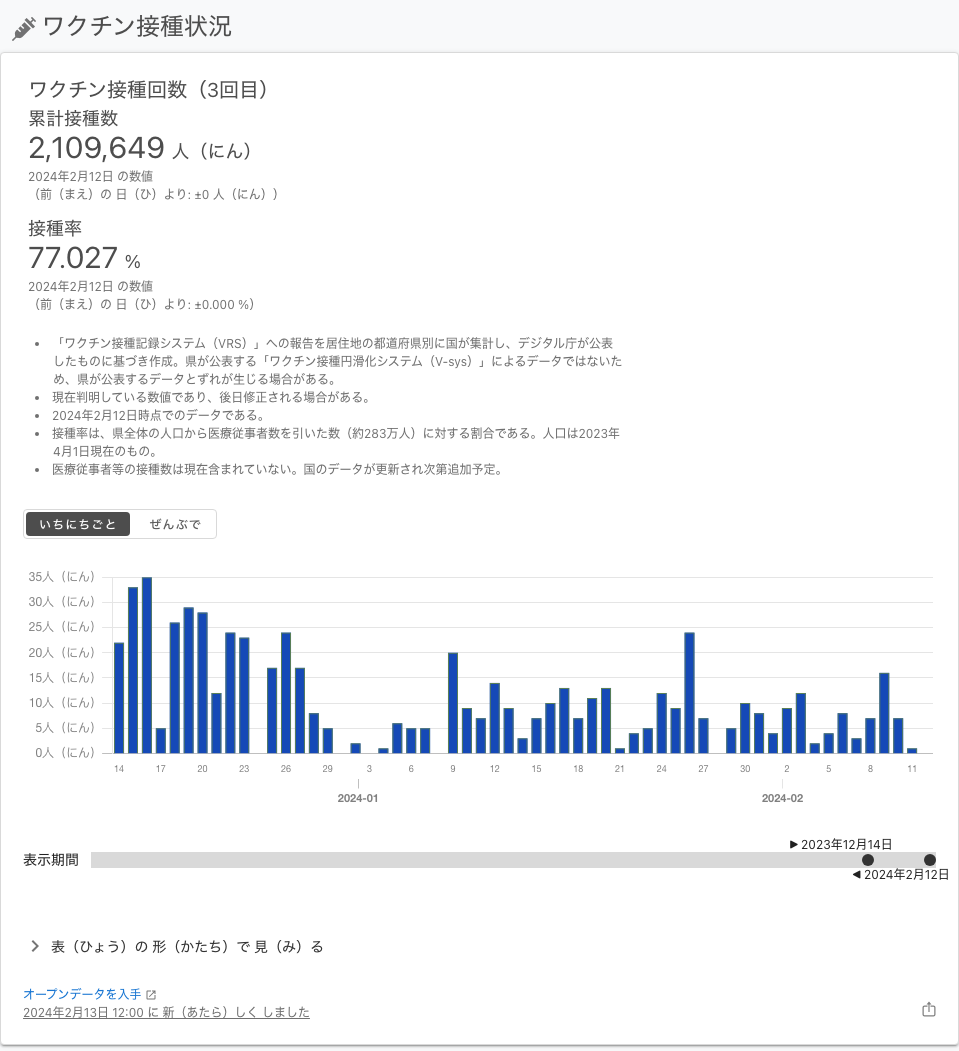 ワクチン接種状況
ワクチン接種回数（3回目）
累計接種数
2,109,649 人（にん）
2024年2月12日 の数値
（前（まえ）の 日（ひ）より: ±0 人（にん））
接種率
77.027 %
2024年2月12日 の数値
（前（まえ）の 日（ひ）より: ±0.000 %）
• 「ワクチン接種記録システム（VRS）」への報告を居住地の都道府県別に国が集計し、デジタル庁が公表
したものに基づき作成。県が公表する「ワクチン接種円滑化システム（V-sys）」によるデータではないた
め、県が公表するデータとずれが生じる場合がある。
• 現在判明している数値であり、後日修正される場合がある。
• 2024年2月12日時点でのデータである。
• 接種率は、県全体の人口から医療従事者数を引いた数（約283万人）に対する割合である。人口は2023年
4月1日現在のもの。
• 医療従事者等の接種数は現在含まれていない。国のデータが更新され次第追加予定。
いちにちごと ぜんぶで
35人（にん）
30人（にん）
25人（にん）
20人（にん）
15人（にん）
10人（にん）
5人（にん）
0人（にん）
14 17 20 23 26 29 3 6 9 12 15 18 21 24 27 30 2 5 8 11
2024-01 2024-02
▶ 2023年12月14日
表示期間
◀ 2024年2月12日
表（ひょう）の 形（かたち）で 見（み）る
オープンデータを入手
2024年2月13日 12:00 に 新（あたら）しく しました